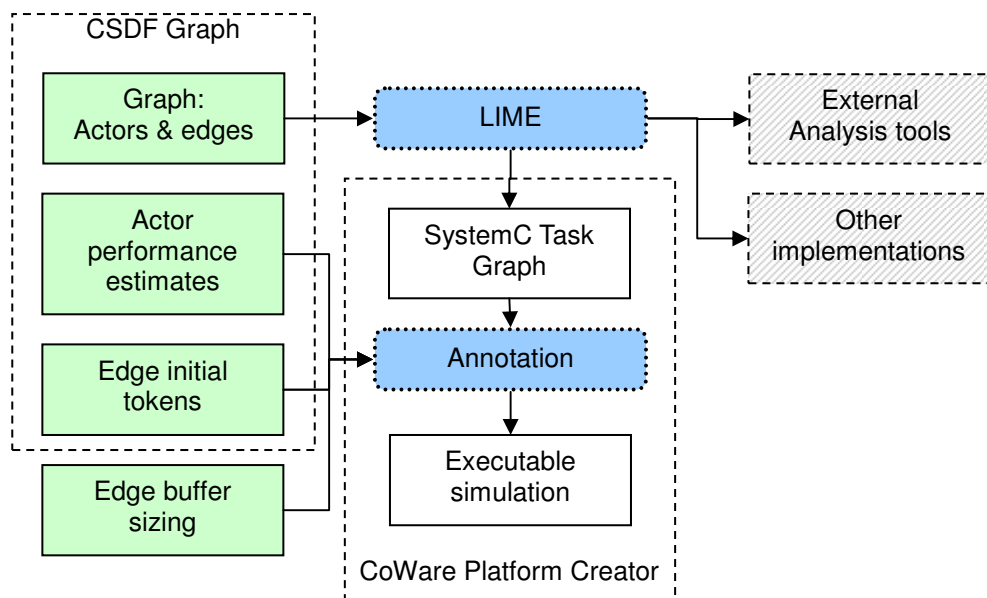 CSDF Graph
Graph:
Actors & edges
LIME
External
Analysis tools
Actor
performance
estimates
SystemC Task
Graph
Other
implementations
Edge initial
tokens
Annotation
Edge buffer
sizing
Executable
simulation
CoWare Platform Creator